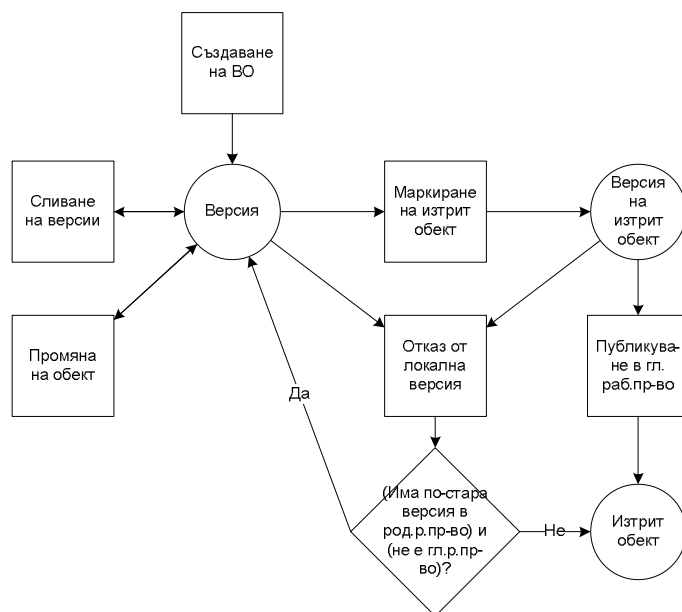 Създаване
на ВО
Сливане
на версии
Версия
Маркиране
на изтрит
обект
Версия
на
изтрит
обект
Промяна
на обект
Отказ от
локална
версия
Публикува-
не в гл.
раб.пр-во
Да
(Има по-стара
версия в
род.р.пр-во) и
(не е гл.р.пр-
во)?
Не
Изтрит
обект